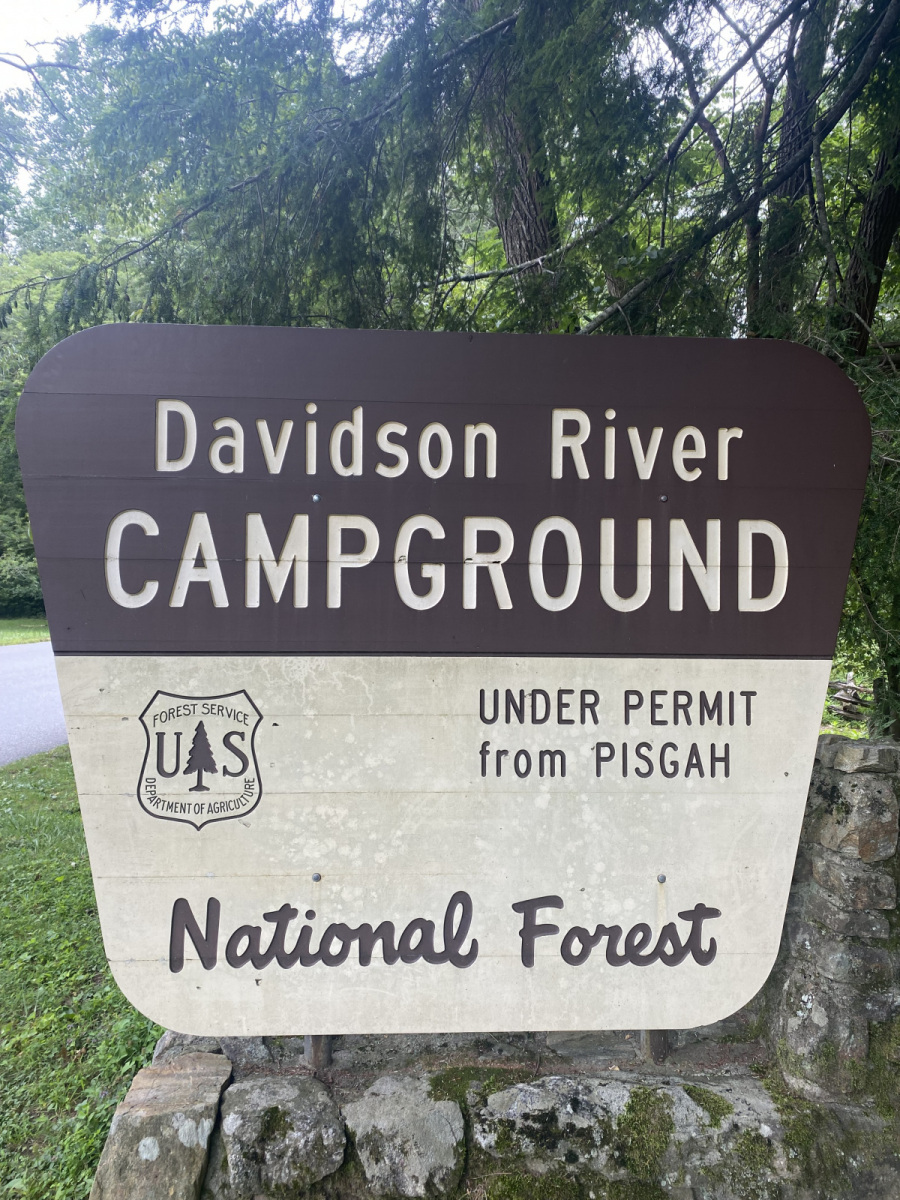 Davidson River
CAMPGROUND
FOREST SERVICE
U S
DEPARTMENT OF AGRICULTURE
UNDER PERMIT
from PISGAH
National Forest